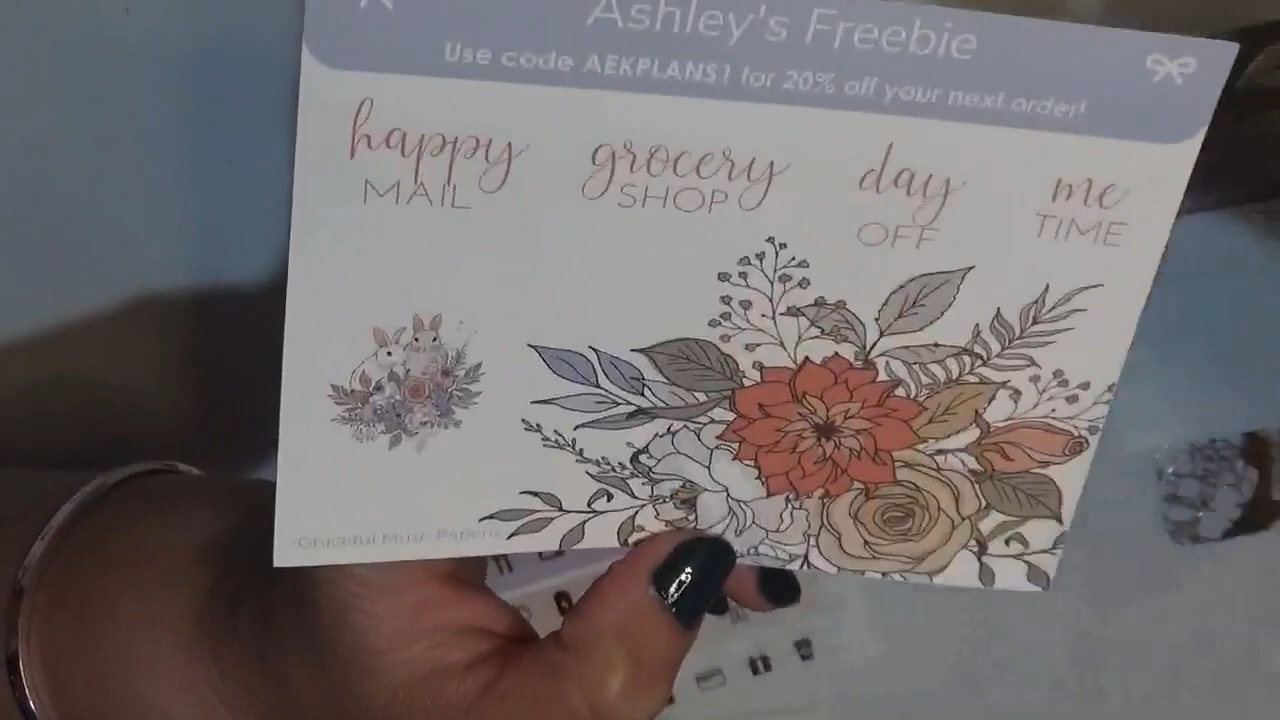 Ashley's Freebie
Use code AEKPLANS1 for 20% off your next order!
happy grocery day me
MAIL SHOP OFF TIME